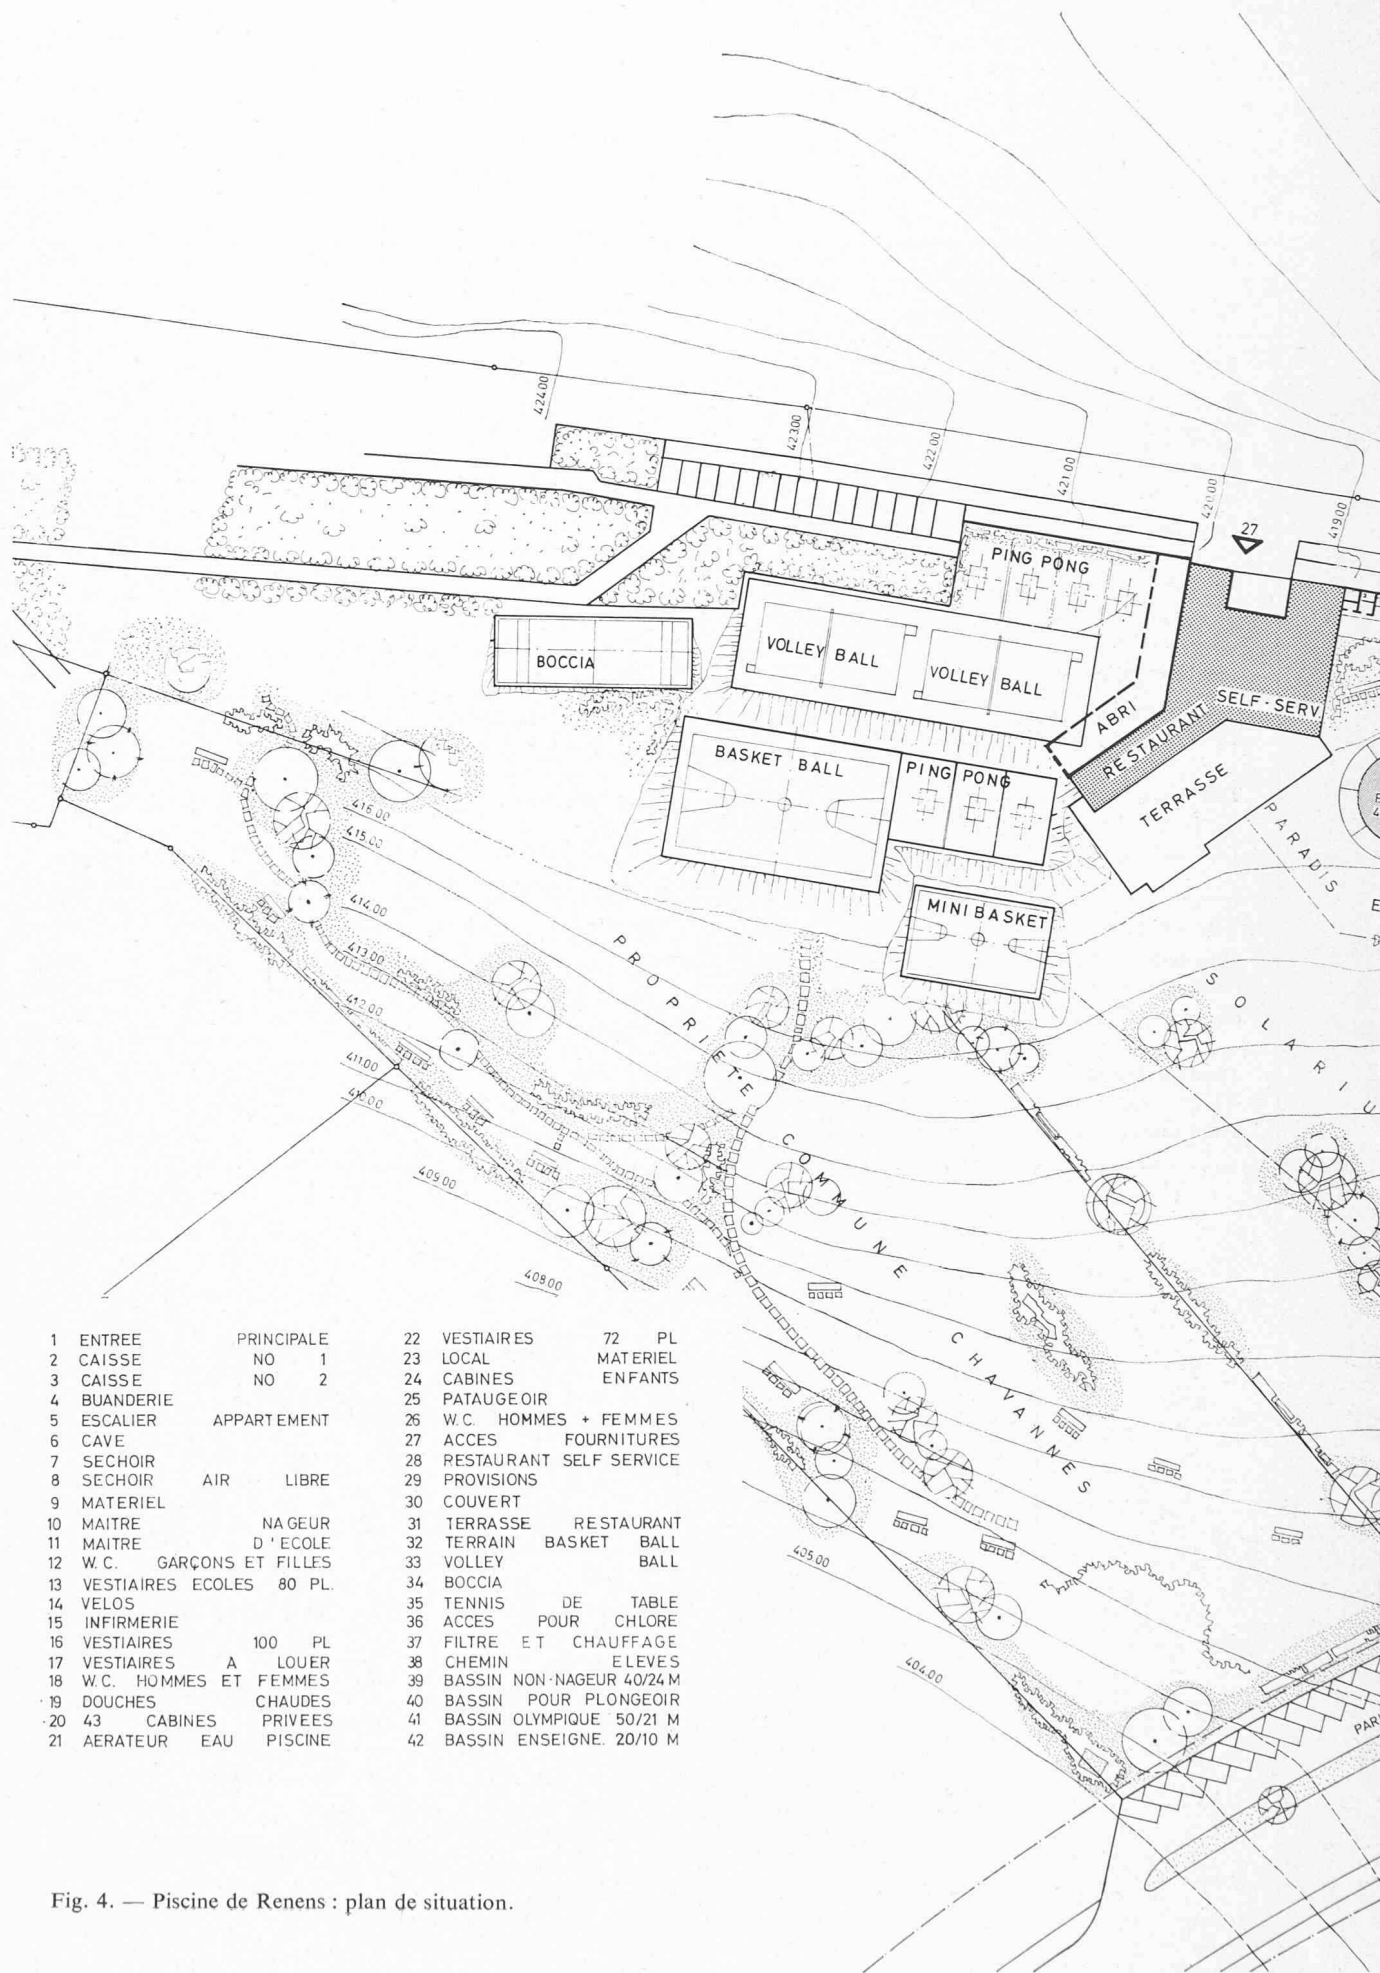 424.00
423.00
422.00
421.00
420.00
419.00
27
PING PONG
VOLLEY BALL
VOLLEY BALL
BOCCIA
ABRI
RESTAURANT SELF-SERV
TERRASSE
BASKET BALL
PING PONG
MINI BASKET
PARADIS
SOLARIU
416.00
415.00
414.00
413.00
412.00
411.00
410.00
409.00
408.00
405.00
404.00
PROPRIETE
COMMUNE
CHAVANNES
PAR
1 ENTREE PRINCIPALE
2 CAISSE NO 1
3 CAISSE NO 2
4 BUANDERIE
5 ESCALIER APPARTEMENT
6 CAVE
7 SECHOIR
8 SECHOIR AIR LIBRE
9 MATERIEL
10 MAITRE NAGEUR
11 MAITRE D'ECOLE
12 W.C. GARÇONS ET FILLES
13 VESTIAIRES ECOLES 80 PL.
14 VELOS
15 INFIRMERIE
16 VESTIAIRES 100 PL
17 VESTIAIRES A LOUER
18 W.C. HOMMES ET FEMMES
19 DOUCHES CHAUDES
20 43 CABINES PRIVEES
21 AERATEUR EAU PISCINE
22 VESTIAIRES 72 PL
23 LOCAL MATERIEL
24 CABINES ENFANTS
25 PATAUGEOIR
26 W.C. HOMMES + FEMMES
27 ACCES FOURNITURES
28 RESTAURANT SELF SERVICE
29 PROVISIONS
30 COUVERT
31 TERRASSE RESTAURANT
32 TERRAIN BASKET BALL
33 VOLLEY BALL
34 BOCCIA
35 TENNIS DE TABLE
36 ACCES POUR CHLORE
37 FILTRE ET CHAUFFAGE
38 CHEMIN ELEVES
39 BASSIN NON-NAGEUR 40/24 M
40 BASSIN POUR PLONGEOIR
41 BASSIN OLYMPIQUE 50/21 M
42 BASSIN ENSEIGNE. 20/10 M
Fig. 4. — Piscine de Renens : plan de situation.